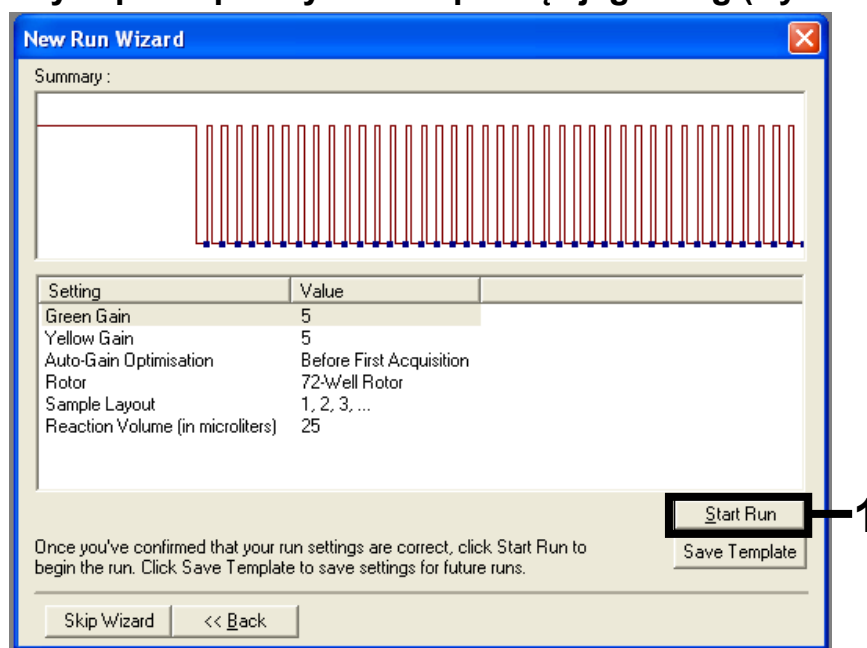 New Run Wizard
Summary :
Setting Value
Green Gain 5
Yellow Gain 5
Auto-Gain Optimisation Before First Acquisition
Rotor 72-Well Rotor
Sample Layout 1, 2, 3, ...
Reaction Volume (in microliters) 25
Start Run
1
Once you've confirmed that your run settings are correct, click Start Run to
begin the run. Click Save Template to save settings for future runs.
Save Template
Skip Wizard << Back